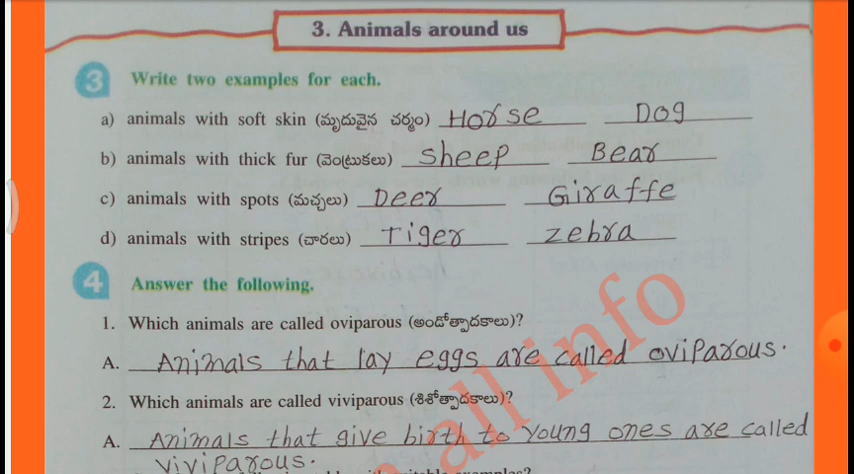 3. Animals around us
3 Write two examples for each.
a) animals with soft skin (మృదువైన చర్మం) Horse Dog
b) animals with thick fur (వెంట్రుకలు) sheep Bear
c) animals with spots (మచ్చలు) Deer Giraffe
d) animals with stripes (చారలు) Tiger zebra
4 Answer the following.
1. Which animals are called oviparous (అండోత్పాదకాలు)?
A. Animals that lay eggs are called oviparous.
2. Which animals are called viviparous (శిశోత్పాదకాలు)?
A. Animals that give birth to young ones are called
viviparous.
all info